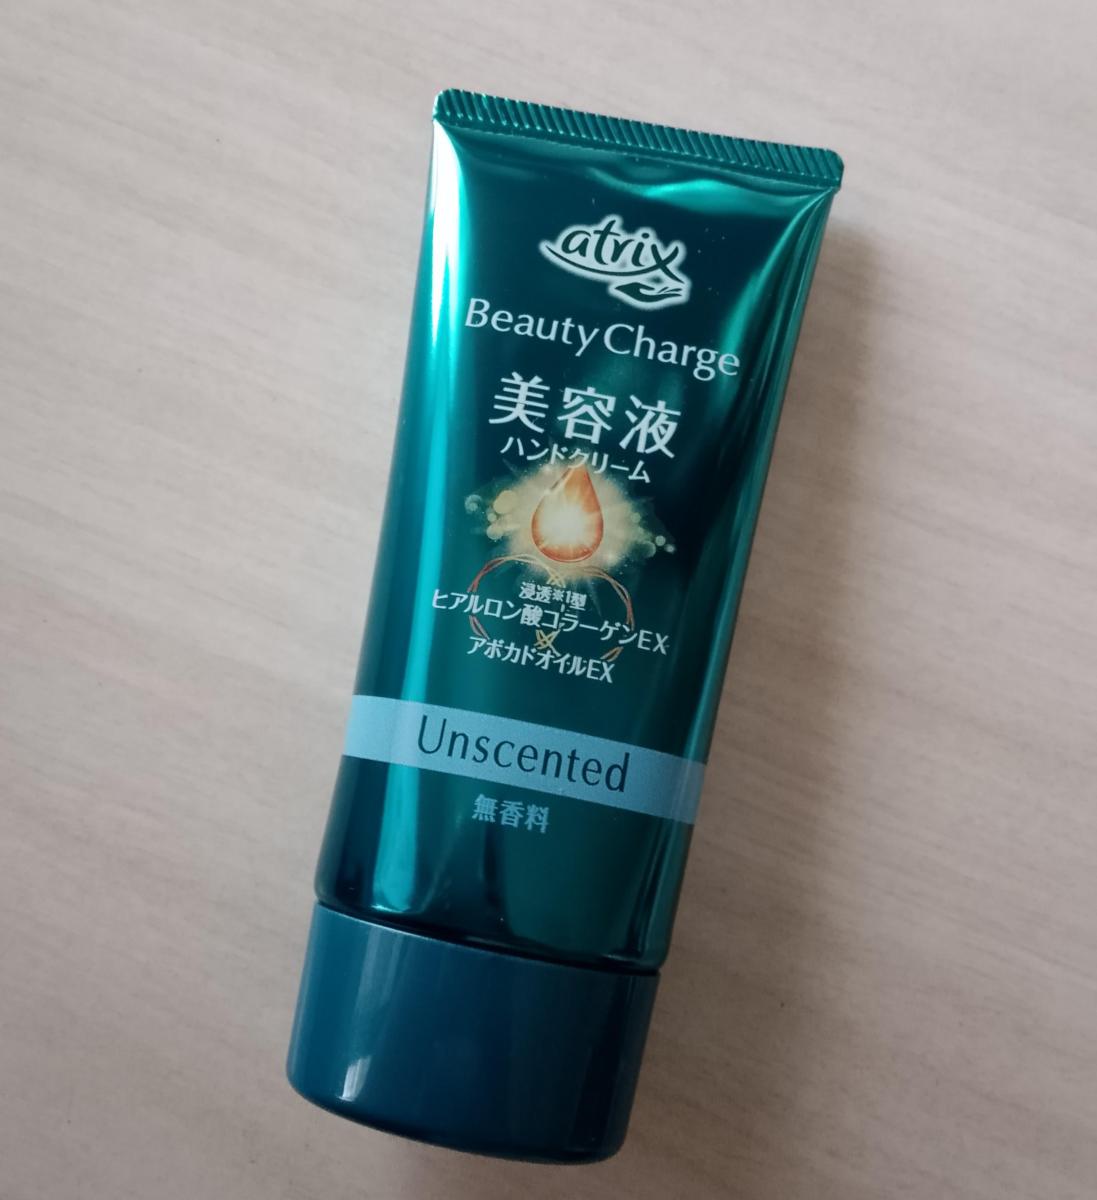 atrix
Beauty Charge
美容液
ハンドクリーム
浸透※1型
ヒアルロン酸コラーゲンEX
アボカドオイルEX
Unscented
無香料